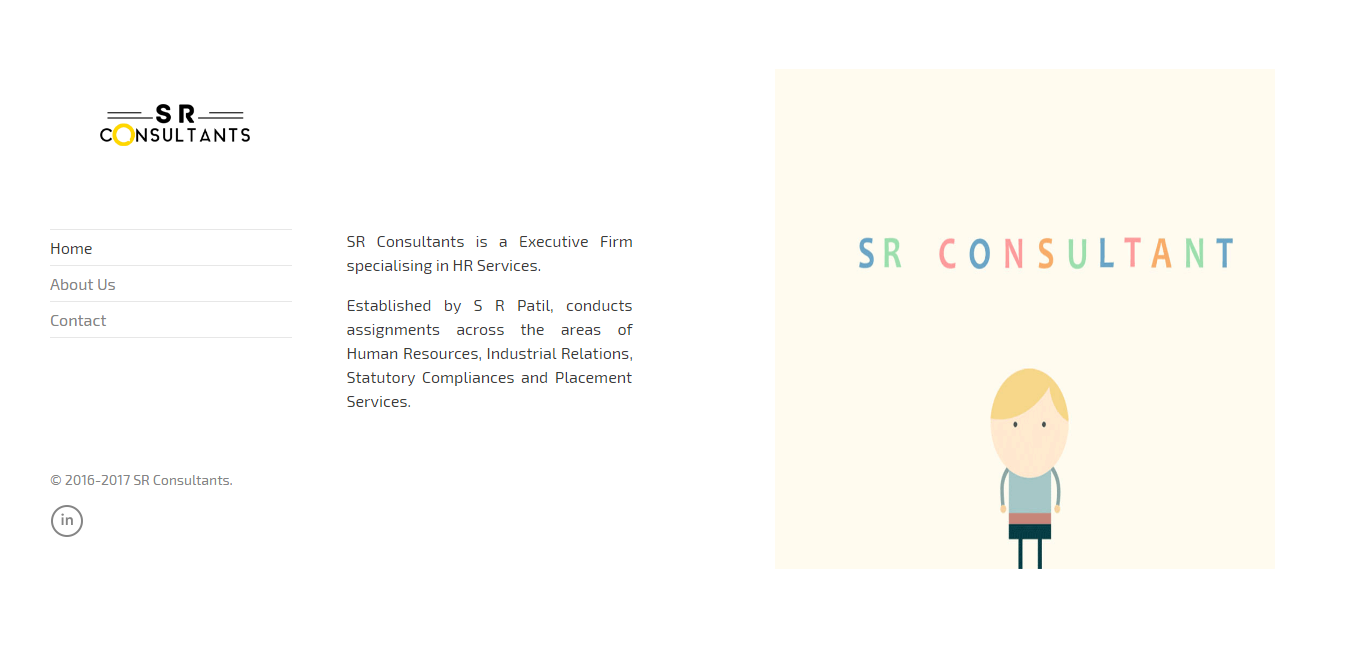 SR
CONSULTANTS
Home
About Us
Contact
© 2016-2017 SR Consultants.
in
SR Consultants is a Executive Firm
specialising in HR Services.
Established by S R Patil, conducts
assignments across the areas of
Human Resources, Industrial Relations,
Statutory Compliances and Placement
Services.
SR CONSULTANT